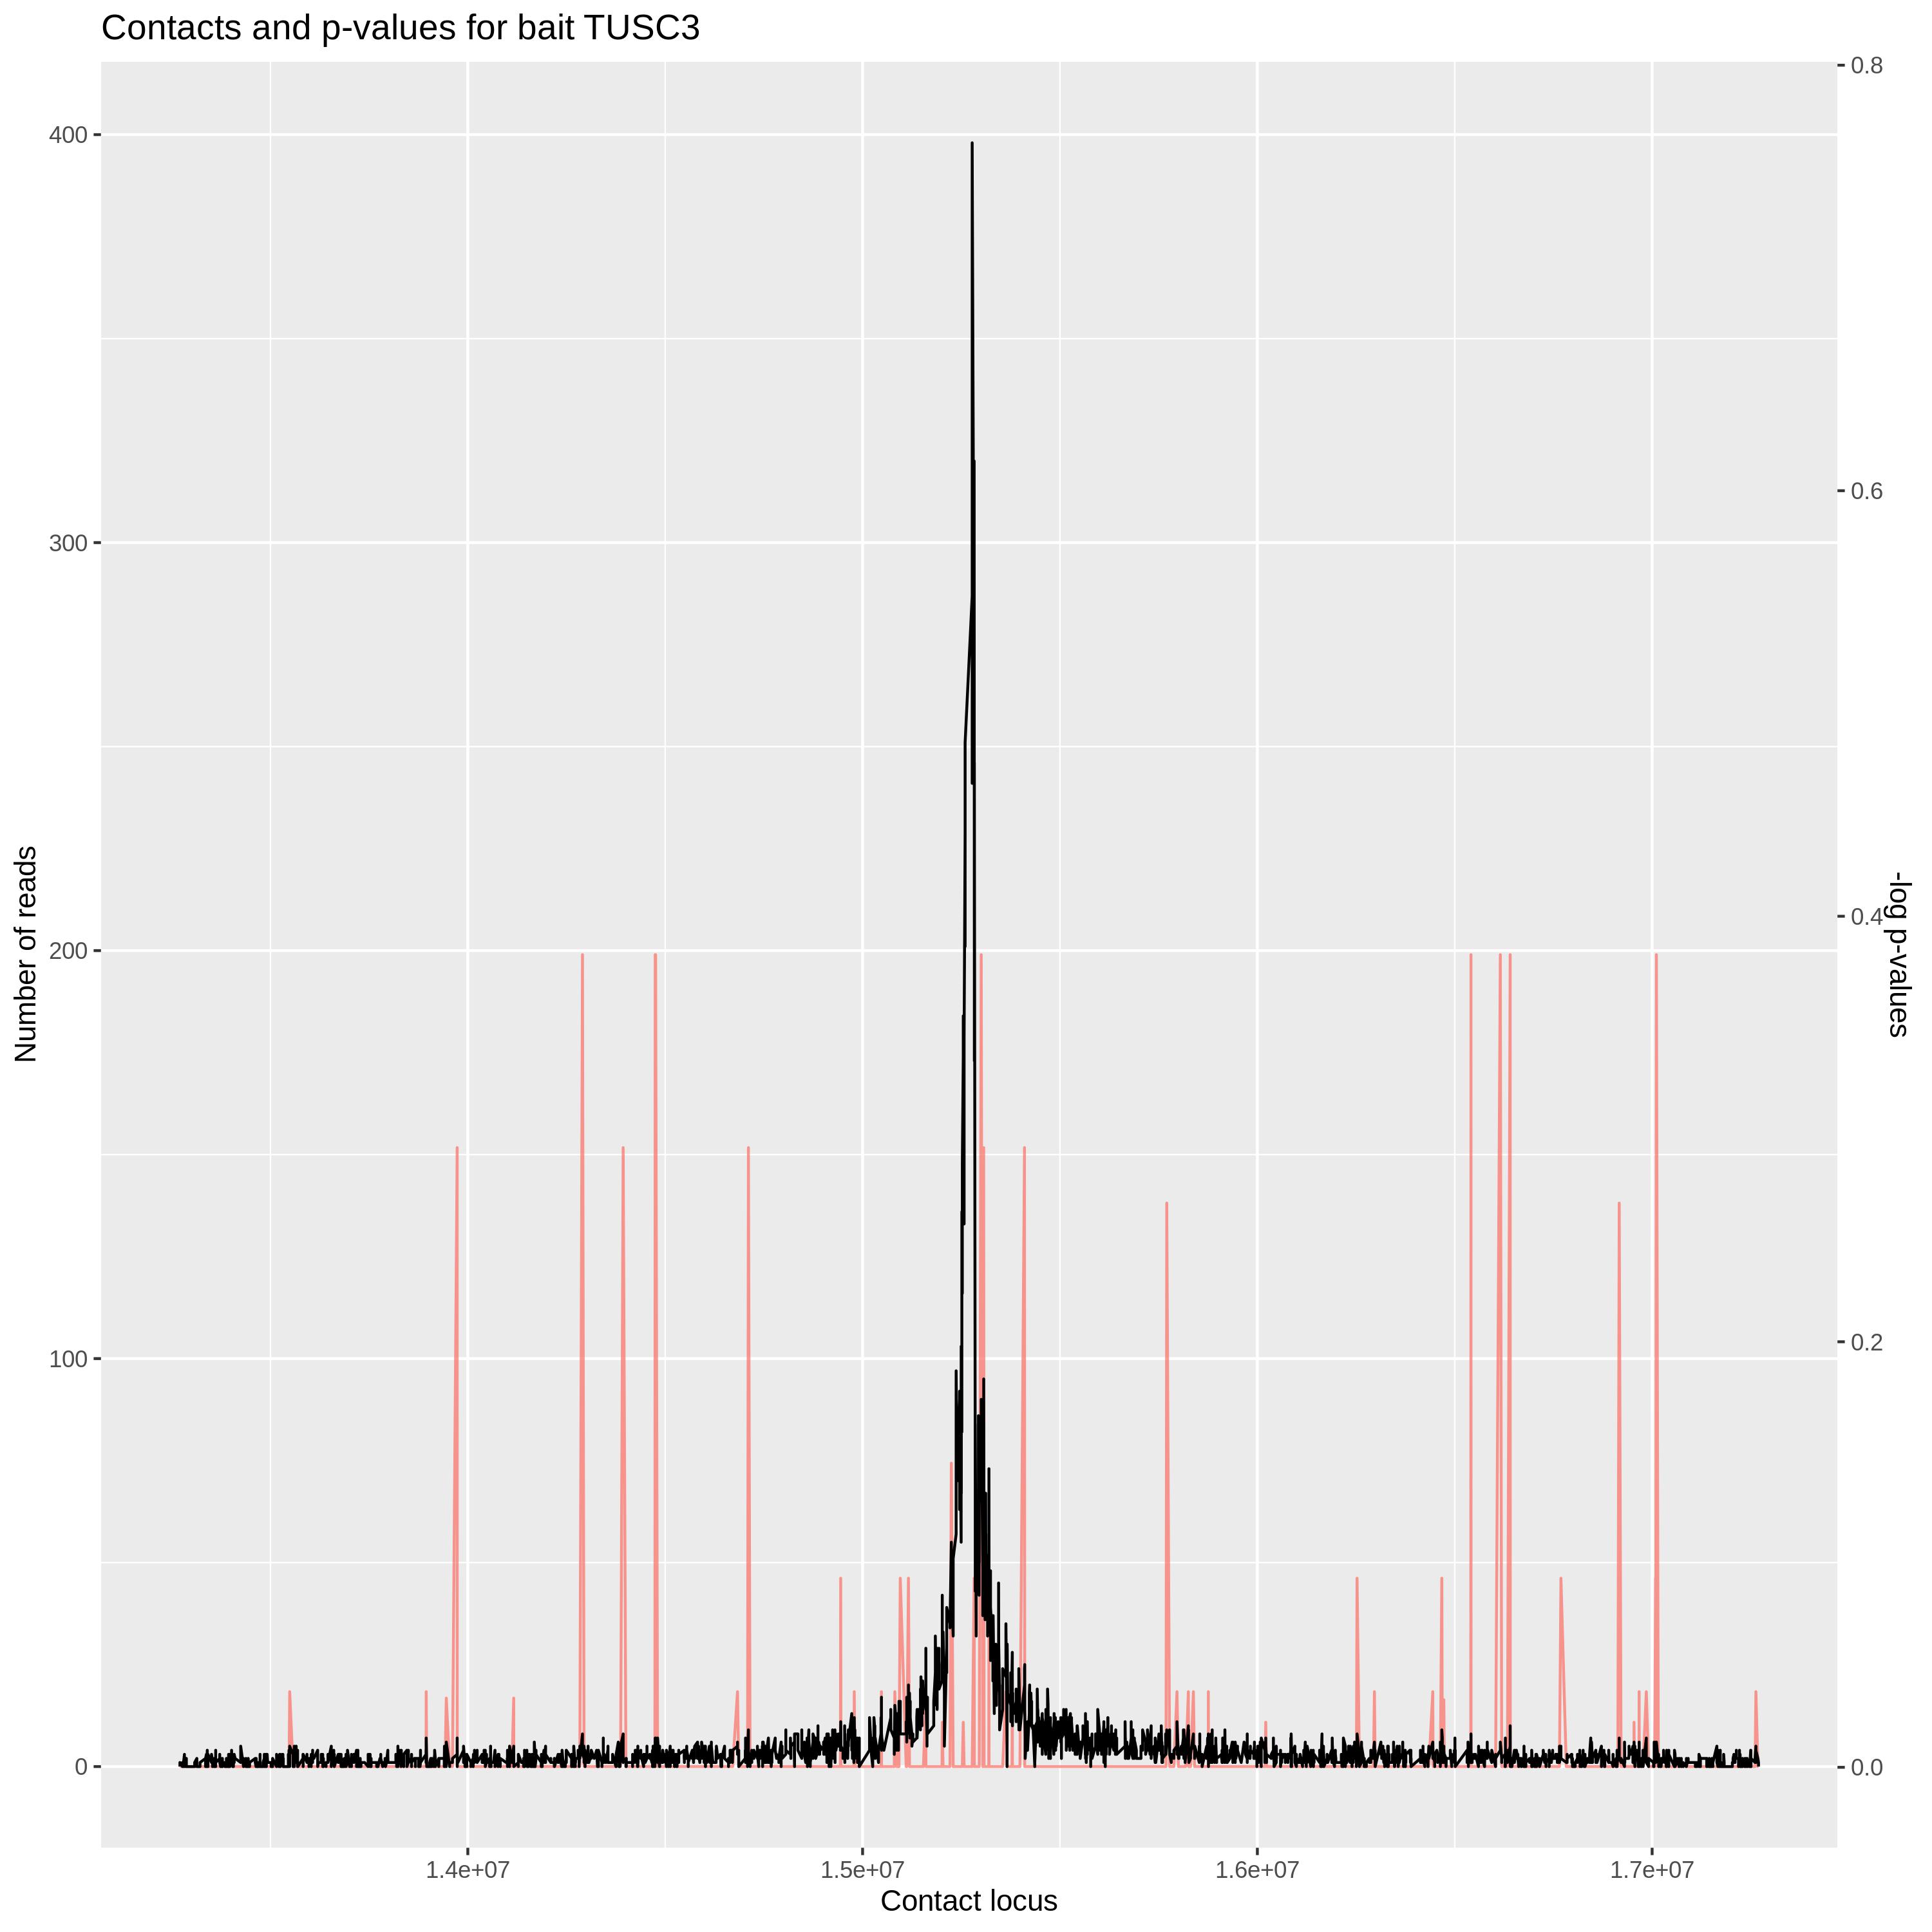 Contacts and p-values for bait TUSC3
400
300
200
100
0
Number of reads
0.8
0.6
0.4
0.2
0.0
-log p-values
1.4e+07
1.5e+07
1.6e+07
1.7e+07
Contact locus